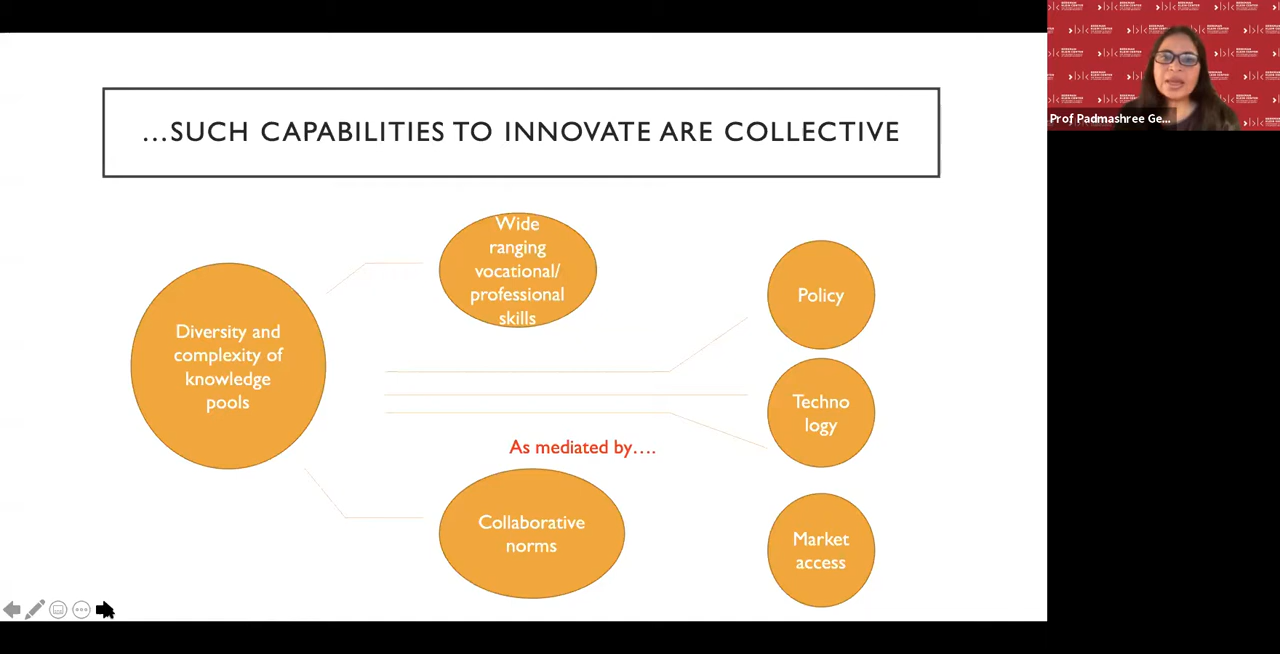 …SUCH CAPABILITIES TO INNOVATE ARE COLLECTIVE
Wide
ranging
vocational/
professional
skills
Diversity and
complexity of
knowledge
pools
Policy
Techno
logy
As mediated by….
Collaborative
norms
Market
access
Prof Padmashree Ge...